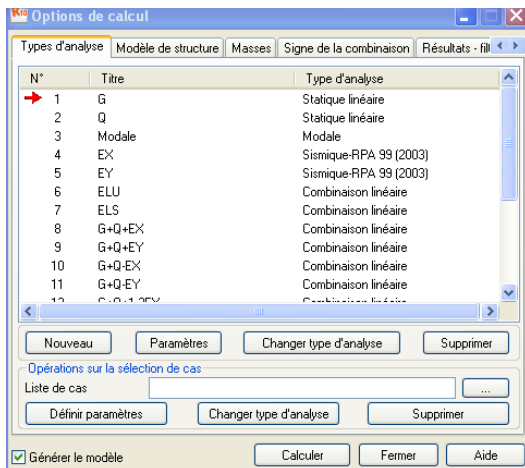 Options de calcul
Types d'analyse Modèle de structure Masses Signe de la combinaison Résultats - filt
N° Titre Type d'analyse
1 G Statique linéaire
2 Q Statique linéaire
3 Modale Modale
4 EX Sismique-RPA 99 (2003)
5 EY Sismique-RPA 99 (2003)
6 ELU Combinaison linéaire
7 ELS Combinaison linéaire
8 G+Q+EX Combinaison linéaire
9 G+Q+EY Combinaison linéaire
10 G+Q-EX Combinaison linéaire
11 G+Q-EY Combinaison linéaire
Nouveau Paramètres Changer type d'analyse Supprimer
Opérations sur la sélection de cas
Liste de cas ...
Définir paramètres Changer type d'analyse Supprimer
Générer le modèle Calculer Fermer Aide